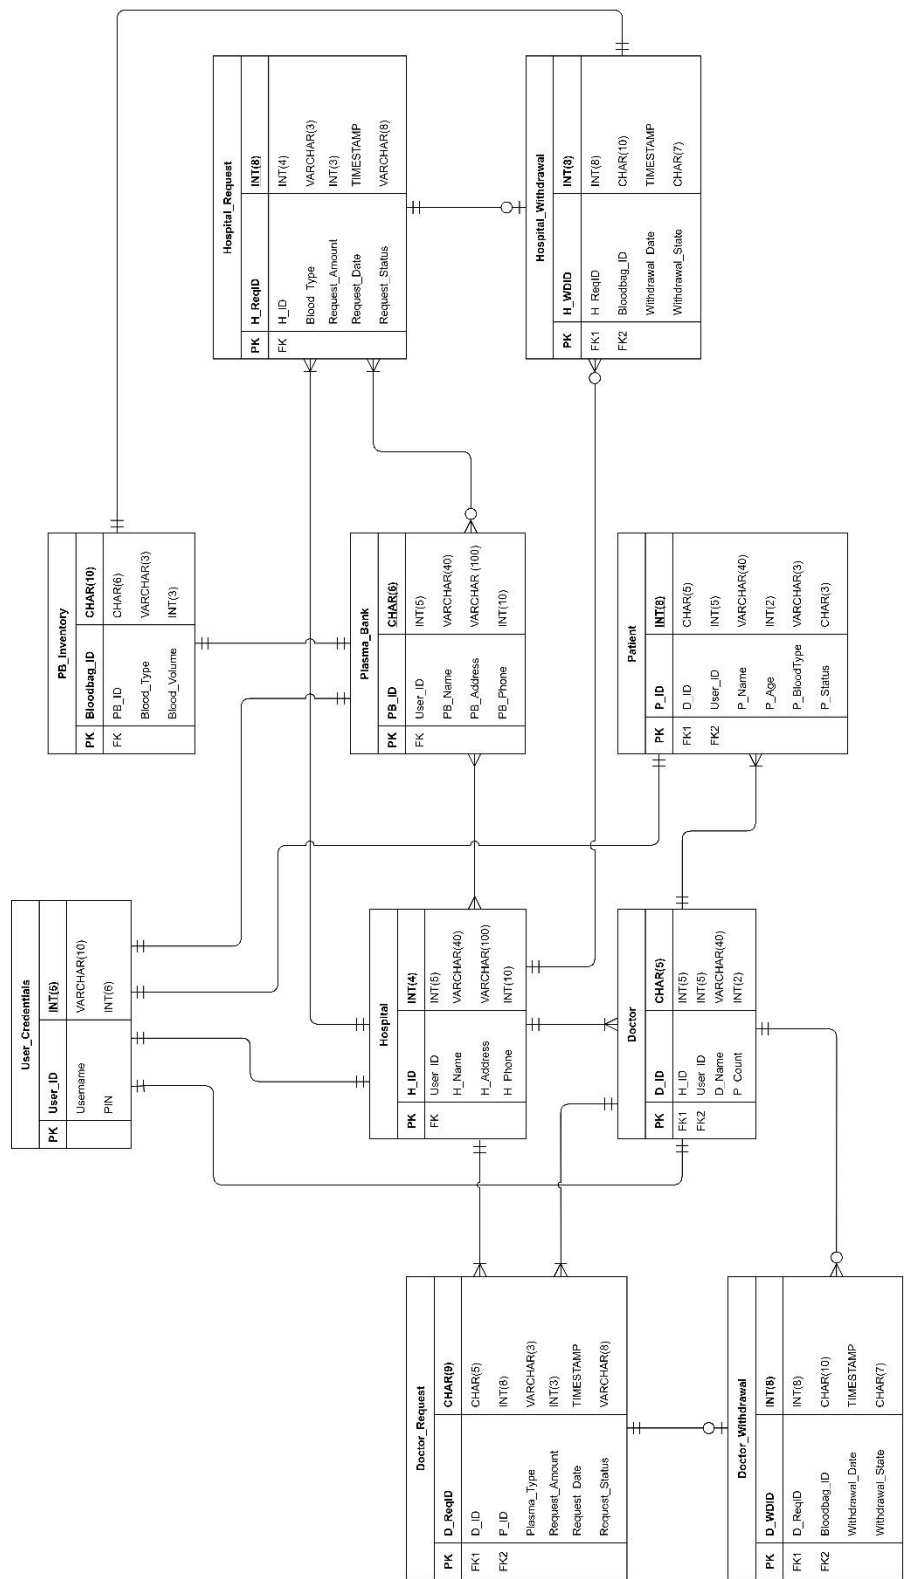 User_Credentials
PK User_ID INT(5)
Username VARCHAR(10)
PIN INT(6)
PB_Inventory
PK Bloodbag_ID CHAR(10)
FK PB_ID CHAR(6)
Blood_Type VARCHAR(3)
Blood_Volume INT(3)
Hospital_Request
PK H_ReqID INT(8)
FK H_ID INT(4)
Blood_Type VARCHAR(3)
Request_Amount INT(3)
Request_Date TIMESTAMP
Request_Status VARCHAR(8)
Plasma_Bank
PK PB_ID CHAR(6)
FK User_ID INT(5)
PB_Name VARCHAR(40)
PB_Address VARCHAR (100)
PB_Phone INT(10)
Hospital
PK H_ID INT(4)
FK User_ID INT(5)
H_Name VARCHAR(40)
H_Address VARCHAR(100)
H_Phone INT(10)
Doctor_Request
PK D_ReqID CHAR(9)
FK1 D_ID CHAR(5)
FK2 P_ID INT(8)
Plasma_Type VARCHAR(3)
Request_Amount INT(3)
Request_Date TIMESTAMP
Request_Status VARCHAR(8)
Hospital_Withdrawal
PK H_WDID INT(8)
FK1 H_ReqID INT(8)
FK2 Bloodbag_ID CHAR(10)
Withdrawal_Date TIMESTAMP
Withdrawal_State CHAR(7)
Patient
PK P_ID INT(8)
FK1 D_ID CHAR(5)
FK2 User_ID INT(5)
P_Name VARCHAR(40)
P_Age INT(2)
P_BloodType VARCHAR(3)
P_Status CHAR(3)
Doctor
PK D_ID CHAR(5)
FK1 H_ID INT(5)
FK2 User_ID INT(5)
D_Name VARCHAR(40)
P_Count INT(2)
Doctor_Withdrawal
PK D_WDID INT(8)
FK1 D_ReqID INT(8)
FK2 Bloodbag_ID CHAR(10)
Withdrawal_Date TIMESTAMP
Withdrawal_State CHAR(7)